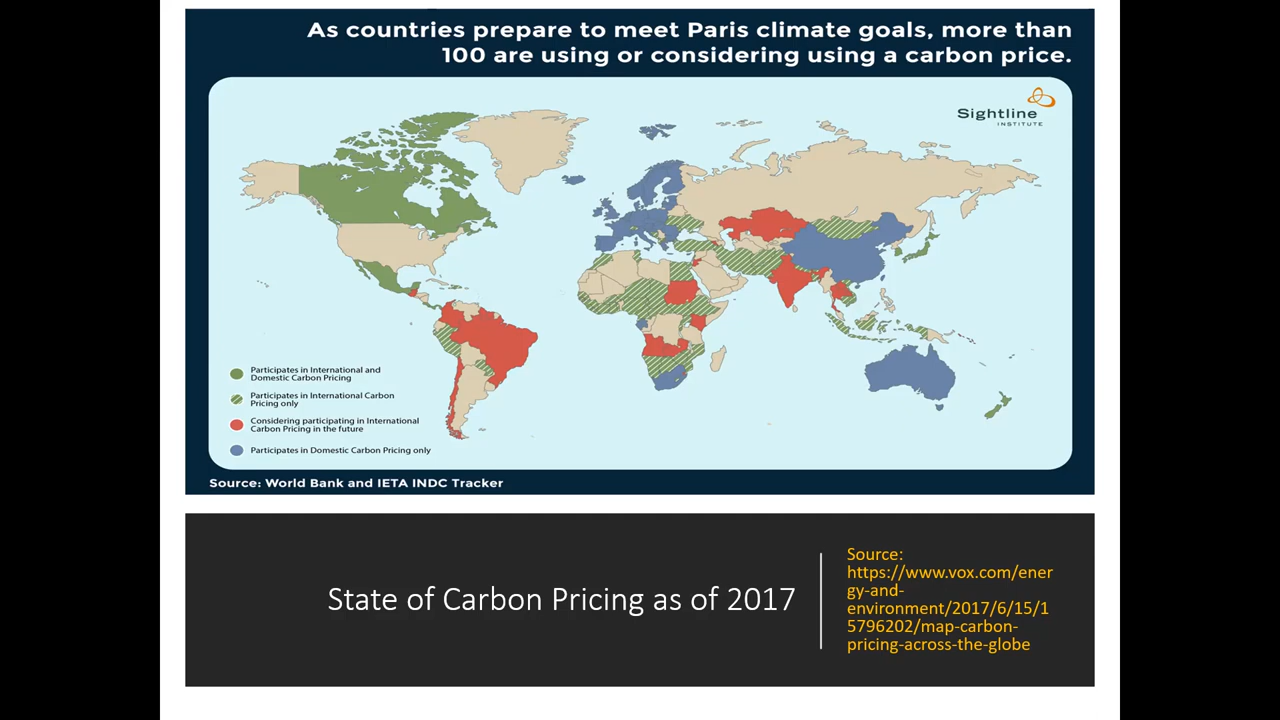 As countries prepare to meet Paris climate goals, more than
100 are using or considering using a carbon price.
Sightline
INSTITUTE
Participates in International and
Domestic Carbon Pricing
Participates in International Carbon
Pricing only
Considering participating in International
Carbon Pricing in the future
Participates in Domestic Carbon Pricing only
Source: World Bank and IETA INDC Tracker
State of Carbon Pricing as of 2017
Source:
https://www.vox.com/ener
gy-and-
environment/2017/6/15/1
5796202/map-carbon-
pricing-across-the-globe